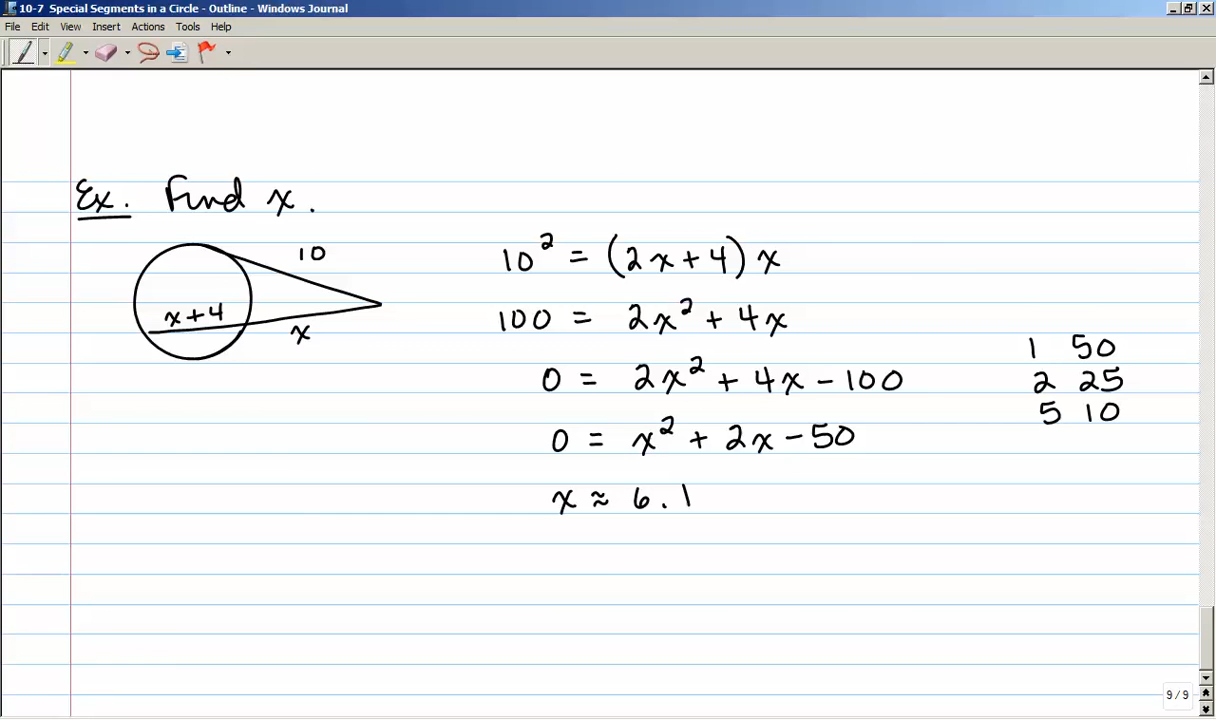 10-7 Special Segments in a Circle - Outline - Windows Journal
File Edit View Insert Actions Tools Help
Ex. Find x.
10
x+4
x
10² = (2x+4)x
100 = 2x² + 4x
0 = 2x² + 4x - 100
0 = x² + 2x - 50
x ≈ 6.1
1 50
2 25
5 10
9/9